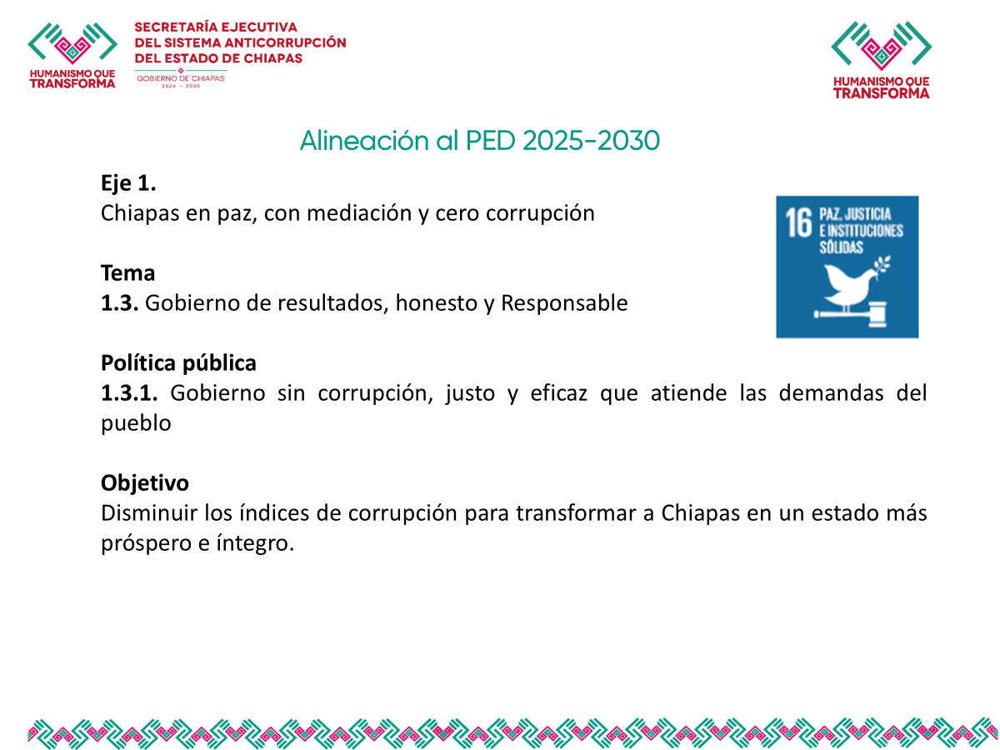 SECRETARÍA EJECUTIVA
DEL SISTEMA ANTICORRUPCIÓN
DEL ESTADO DE CHIAPAS
GOBIERNO DE CHIAPAS
2024 – 2030
HUMANISMO QUE
TRANSFORMA
HUMANISMO QUE
TRANSFORMA
Alineación al PED 2025-2030
Eje 1.
Chiapas en paz, con mediación y cero corrupción
16 PAZ, JUSTICIA
E INSTITUCIONES
SÓLIDAS
Tema
1.3. Gobierno de resultados, honesto y Responsable
Política pública
1.3.1. Gobierno sin corrupción, justo y eficaz que atiende las demandas del
pueblo
Objetivo
Disminuir los índices de corrupción para transformar a Chiapas en un estado más
próspero e íntegro.